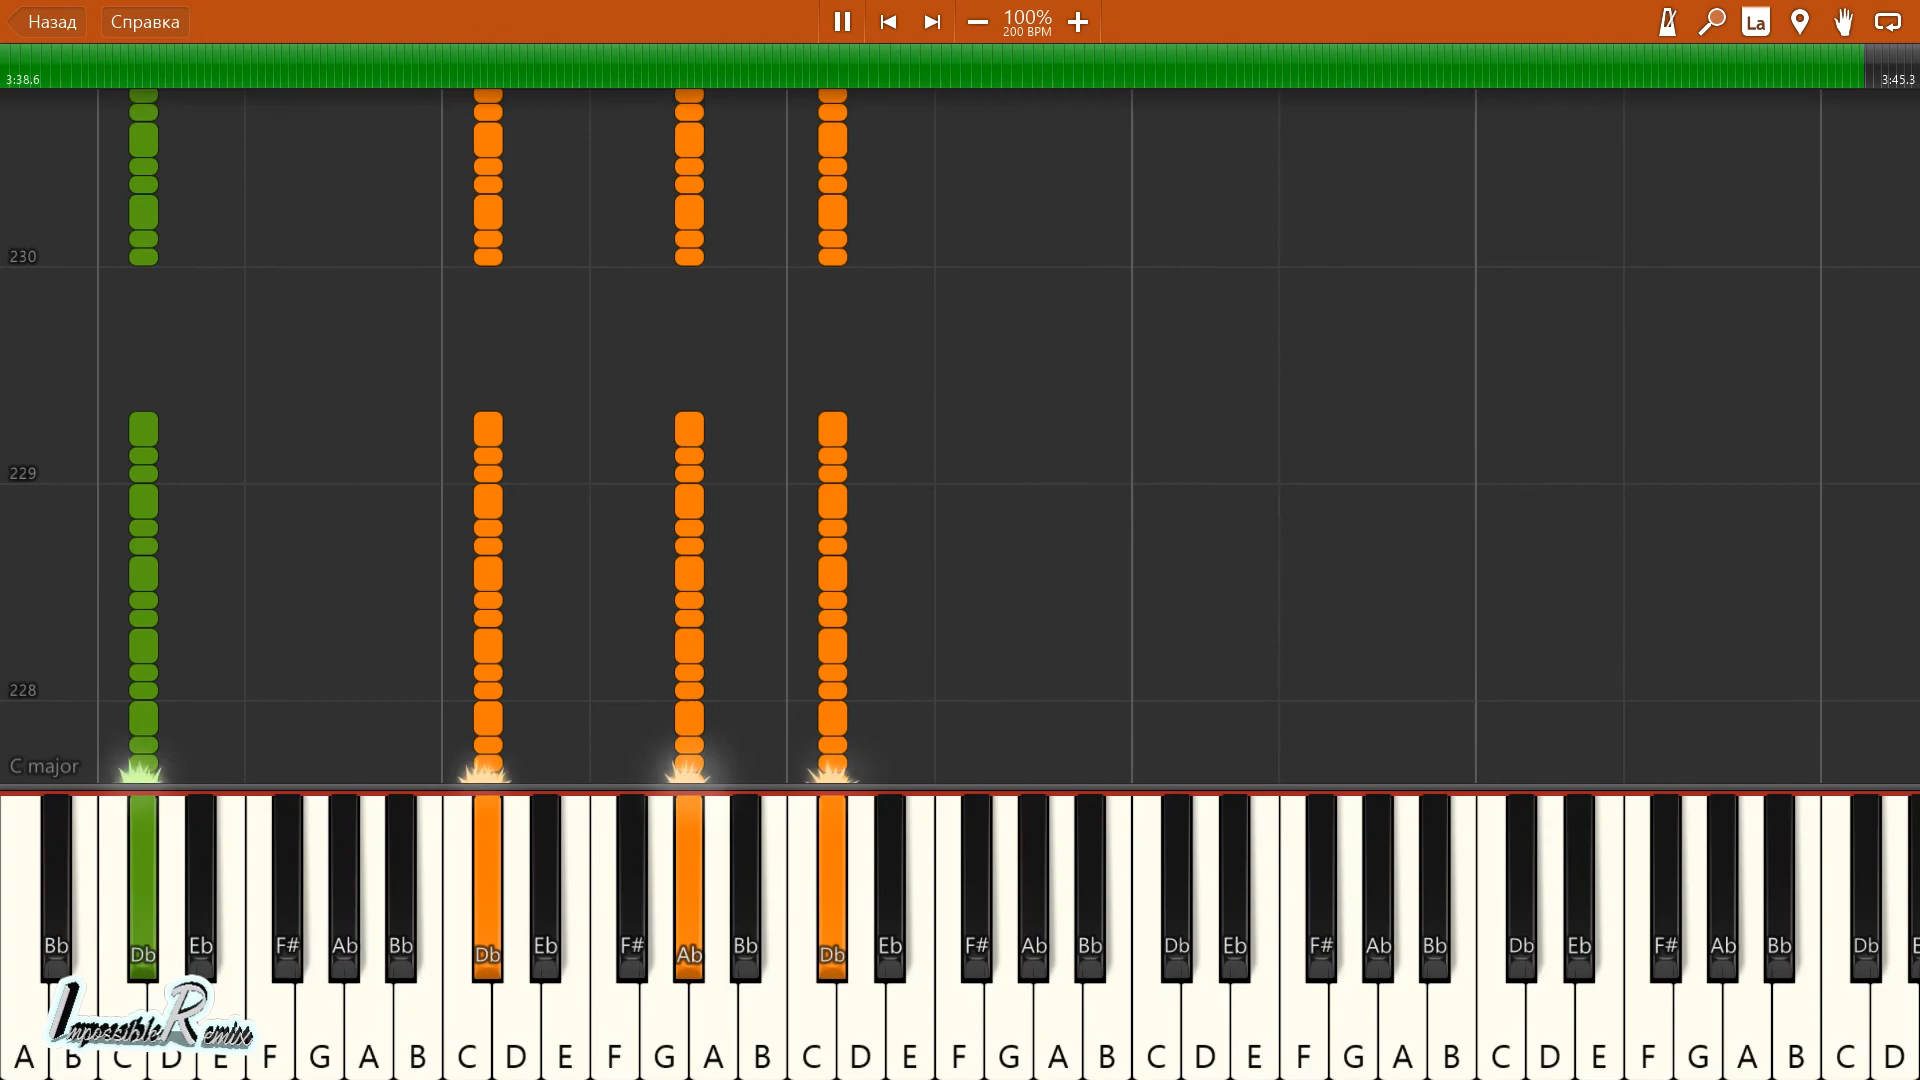 Назад Справка 100% La
200 BPM
3:38.6 3:45.3
230
229
228
C major
Bb Db Eb F# Ab Bb Db Eb F# Ab Bb Db Eb F# Ab Bb Db Eb F# Ab Bb Db Eb F# Ab Bb Db E
Impossible Remix
A B C D E F G A B C D E F G A B C D E F G A B C D E F G A B C D E F G A B C D